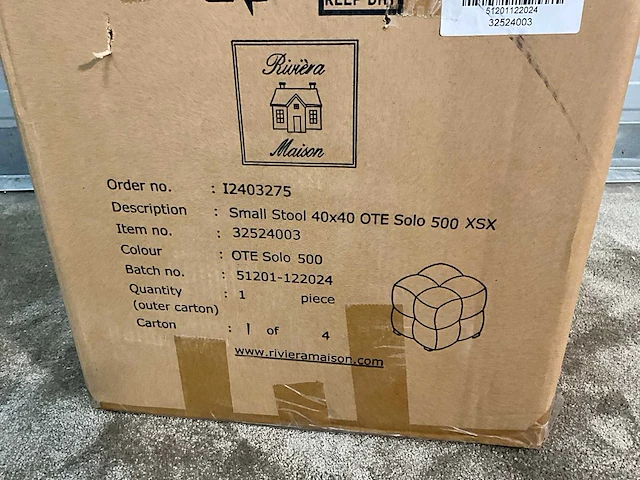 KEEP DRY
51201122024
32524003
Rivièra
Maison
Order no. : I2403275
Description : Small Stool 40x40 OTE Solo 500 XSX
Item no. : 32524003
Colour : OTE Solo 500
Batch no. : 51201-122024
Quantity : 1 piece
(outer carton)
Carton : 1 of 4
www.rivieramaison.com